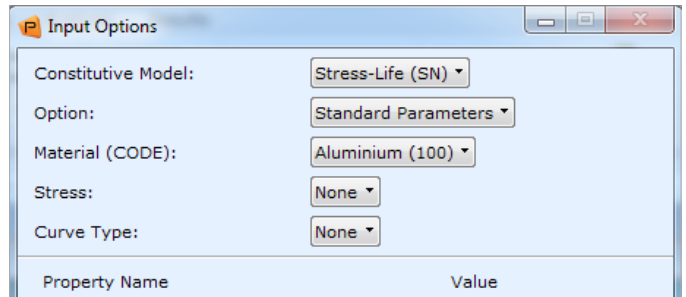 Input Options
Constitutive Model: Stress-Life (SN)
Option: Standard Parameters
Material (CODE): Aluminium (100)
Stress: None
Curve Type: None
Property Name Value